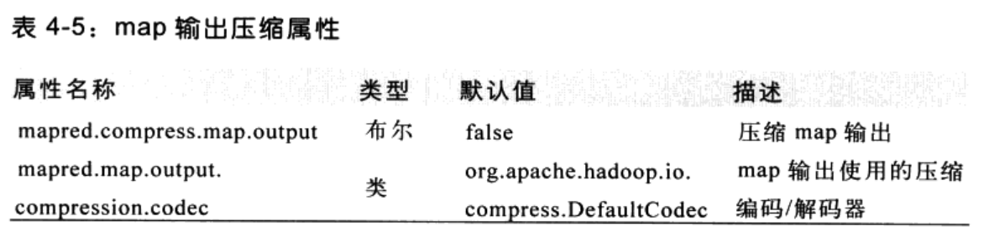 表 4-5：map 输出压缩属性
属性名称 类型 默认值 描述
mapred.compress.map.output 布尔 false 压缩 map 输出
mapred.map.output. 类 org.apache.hadoop.io. map 输出使用的压缩
compression.codec compress.DefaultCodec 编码/解码器